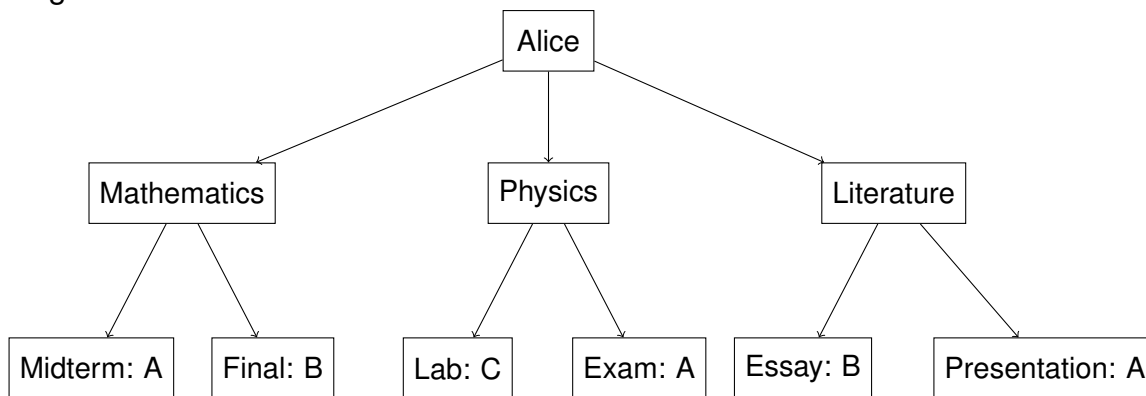 Alice
Mathematics Physics Literature
Midterm: A Final: B Lab: C Exam: A Essay: B Presentation: A